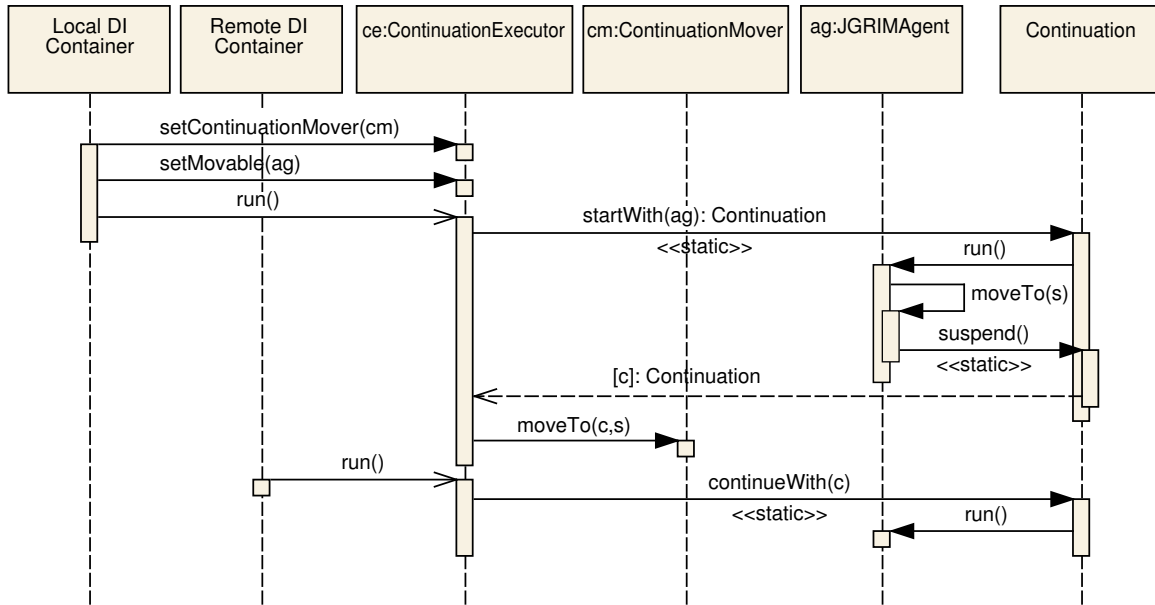 Local DI
Container
Remote DI
Container
ce:ContinuationExecutor
cm:ContinuationMover
ag:JGRIMAgent
Continuation
setContinuationMover(cm)
setMovable(ag)
run()
startWith(ag): Continuation
<<static>>
run()
moveTo(s)
suspend()
<<static>>
[c]: Continuation
moveTo(c,s)
run()
continueWith(c)
<<static>>
run()